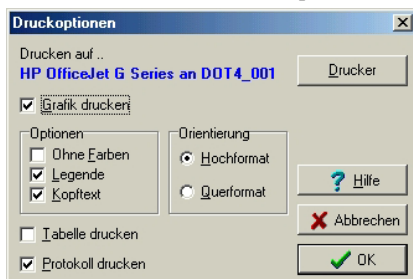 Druckoptionen
Drucken auf ..
HP OfficeJet G Series an DOT4_001
Drucker
Grafik drucken
Optionen
Ohne Farben
Legende
Kopftext
Orientierung
Hochformat
Querformat
Hilfe
Abbrechen
Tabelle drucken
Protokoll drucken
OK